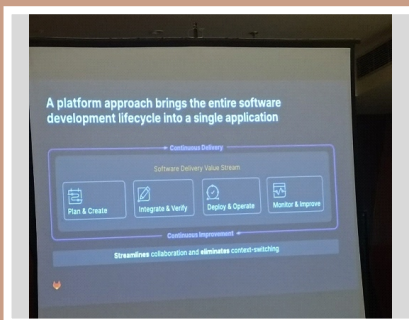 A platform approach brings the entire software
development lifecycle into a single application
Continuous Delivery
Software Delivery Value Stream
Plan & Create
Integrate & Verify
Deploy & Operate
Monitor & Improve
Continuous Improvement
Streamlines collaboration and eliminates context-switching